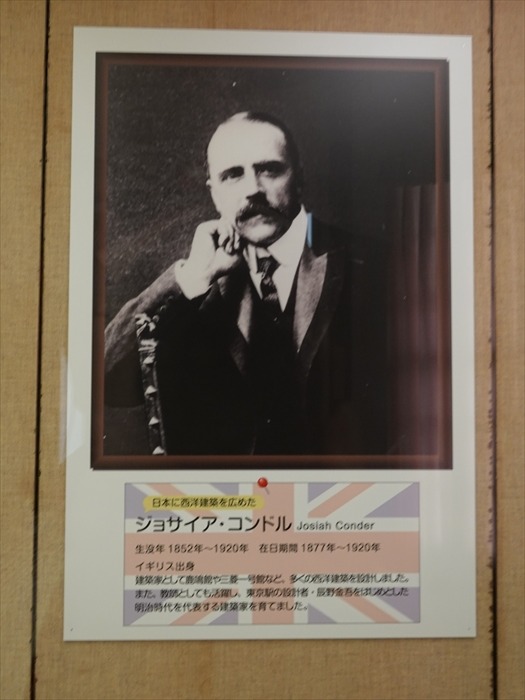 日本に西洋建築を広めた
ジョサイア・コンドル Josiah Conder
生没年 1852年～1920年 在日期間 1877年～1920年
イギリス出身
建築家として鹿鳴館や三菱一号館など、多くの西洋建築を設計しました。
また、教師としても活躍し、東京駅の設計者・辰野金吾をはじめとした
明治時代を代表する建築家を育てました。